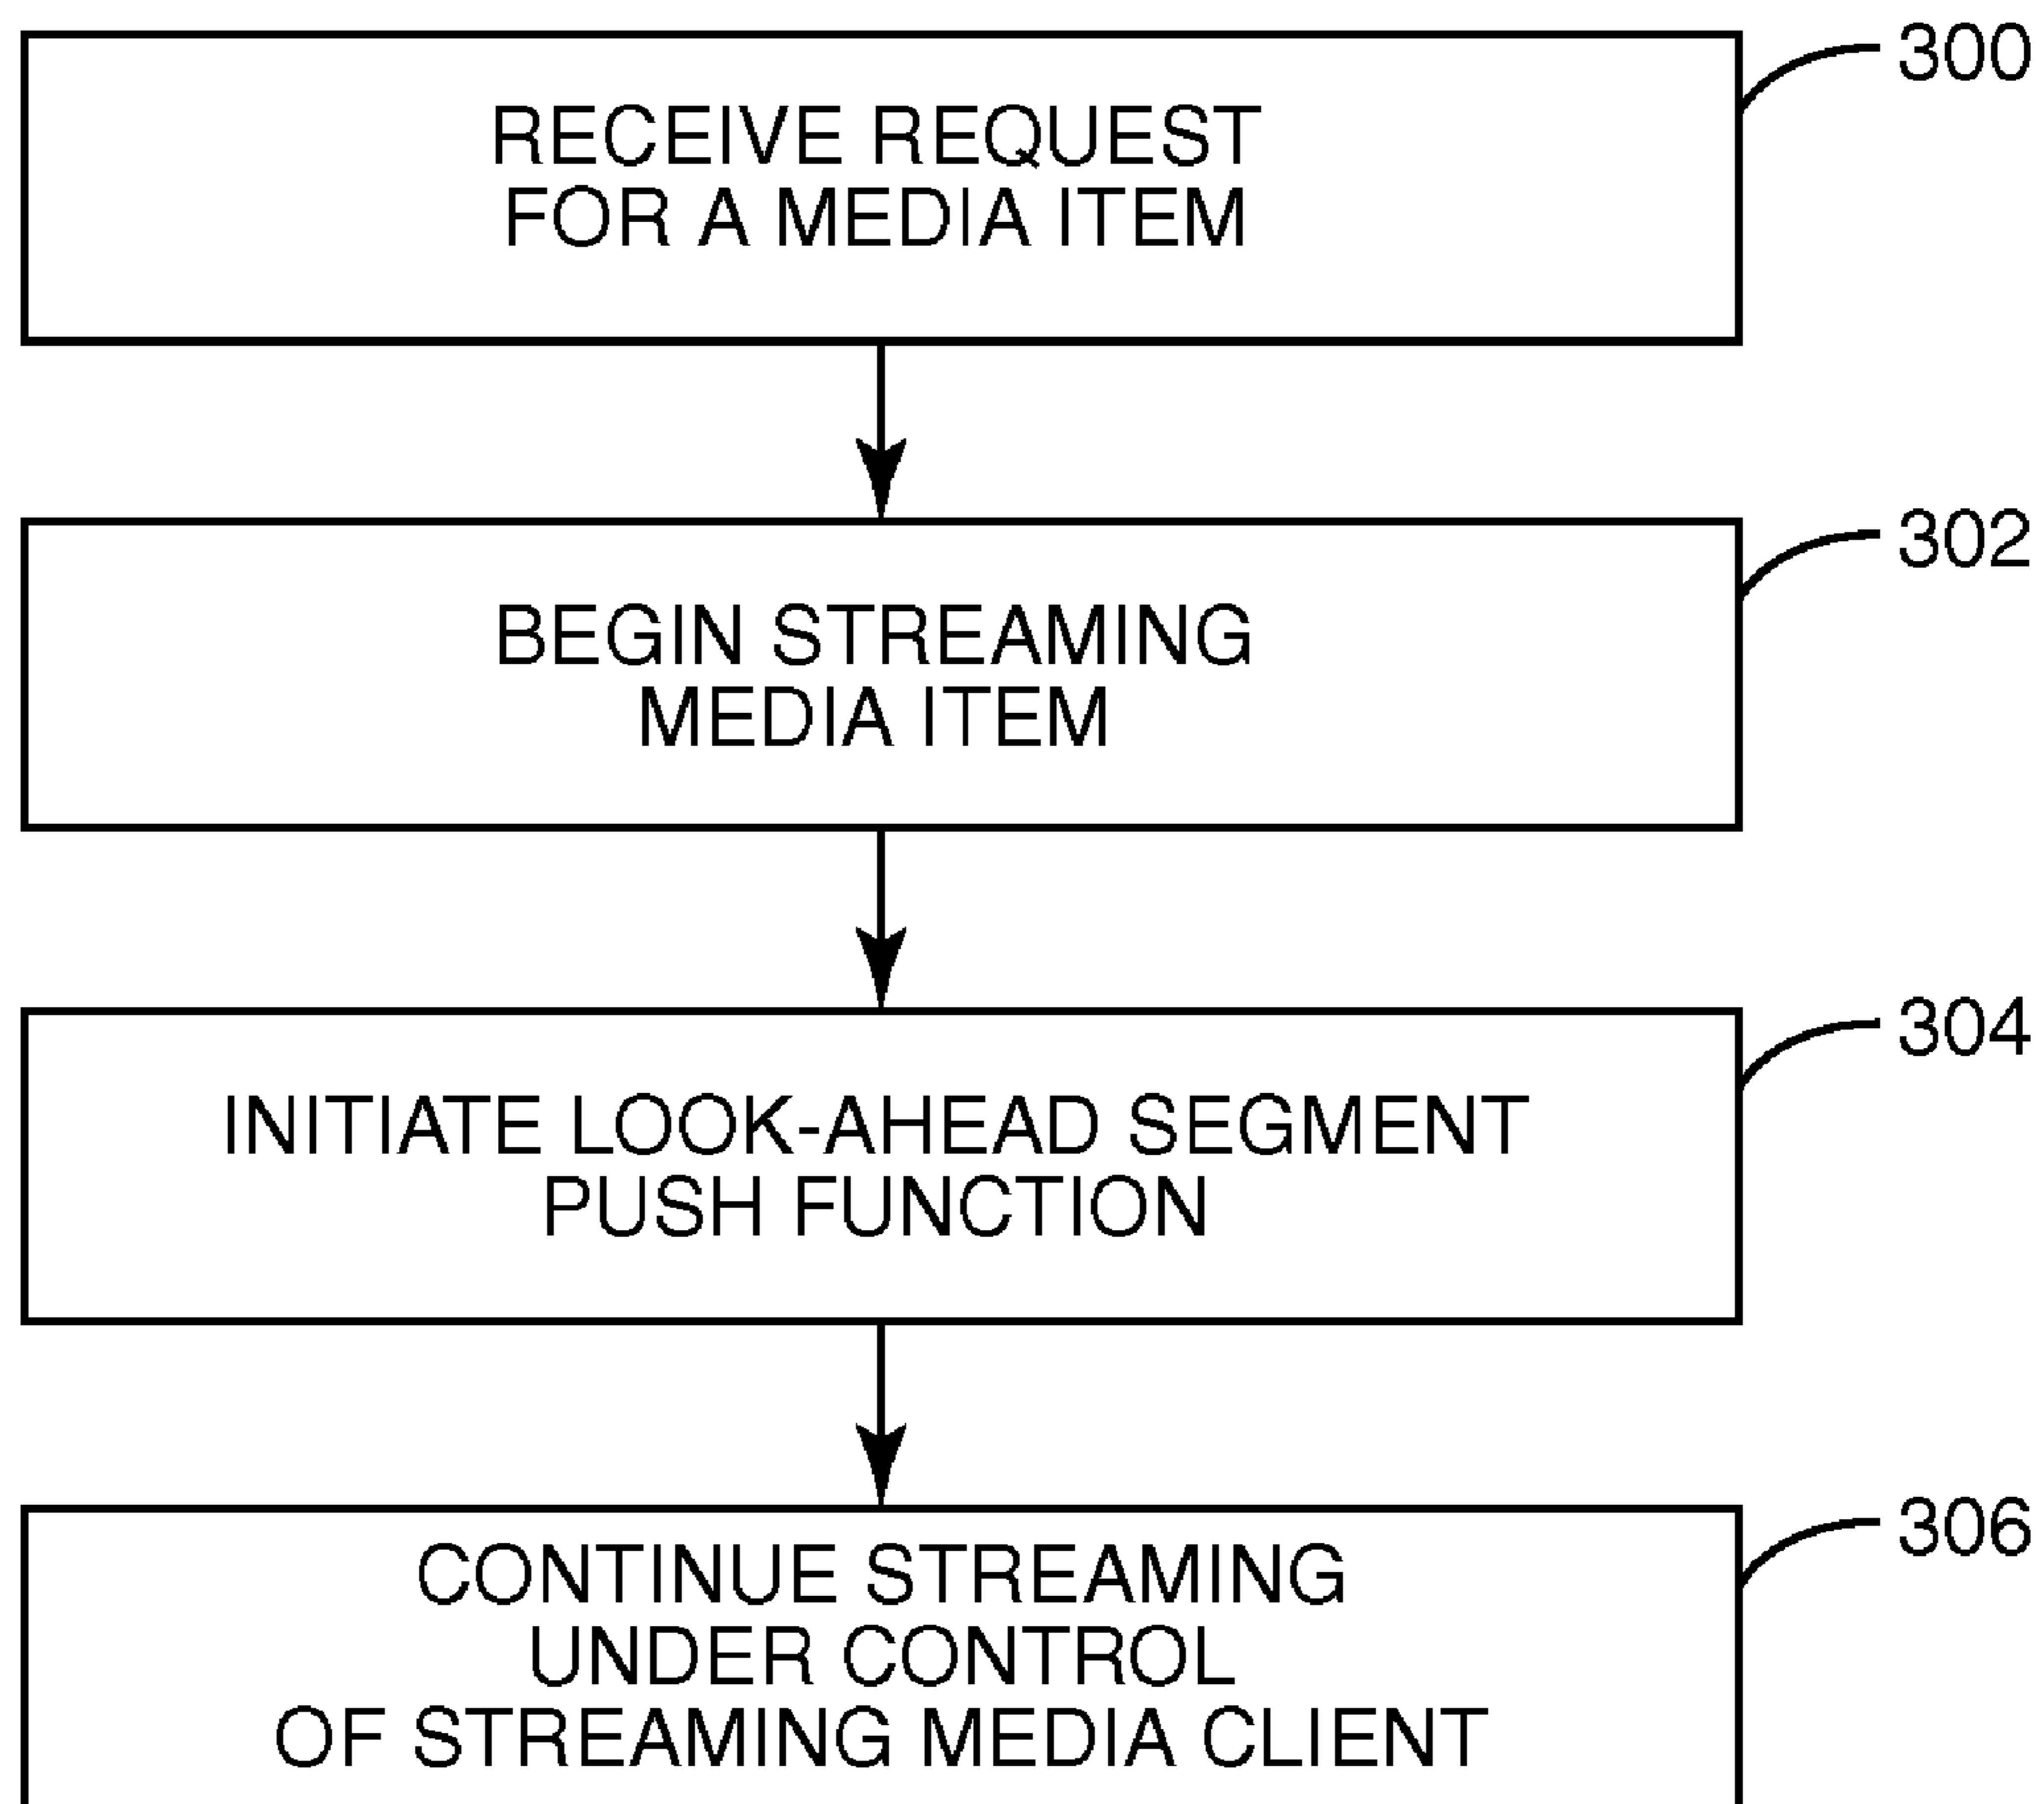 300
RECEIVE REQUEST
FOR A MEDIA ITEM
302
BEGIN STREAMING
MEDIA ITEM
304
INITIATE LOOK-AHEAD SEGMENT
PUSH FUNCTION
306
CONTINUE STREAMING
UNDER CONTROL
OF STREAMING MEDIA CLIENT